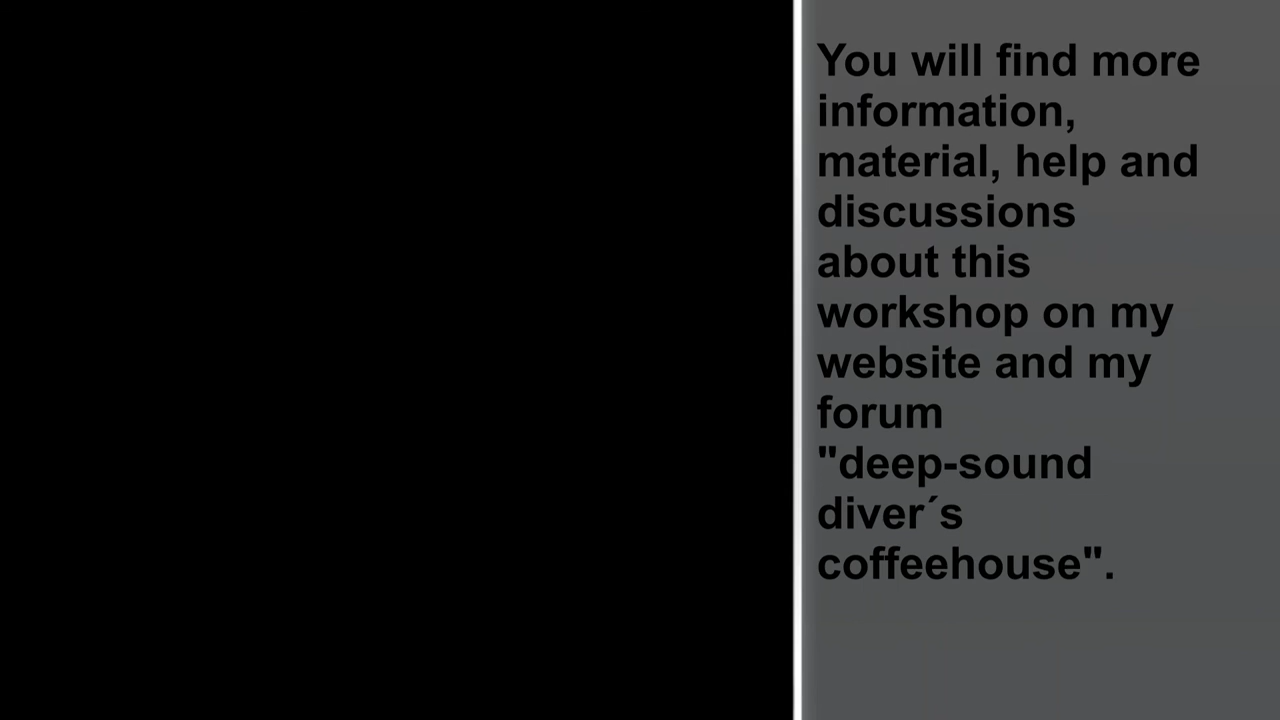 You will find more
information,
material, help and
discussions
about this
workshop on my
website and my
forum
"deep-sound
diver´s
coffeehouse".